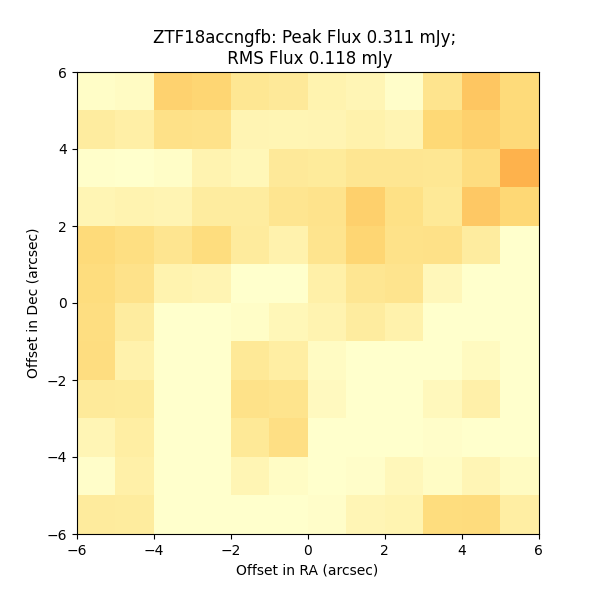 ZTF18accngfb: Peak Flux 0.311 mJy;
RMS Flux 0.118 mJy
6
4
2
0
−2
−4
−6
Offset in Dec (arcsec)
−6 −4 −2 0 2 4 6
Offset in RA (arcsec)